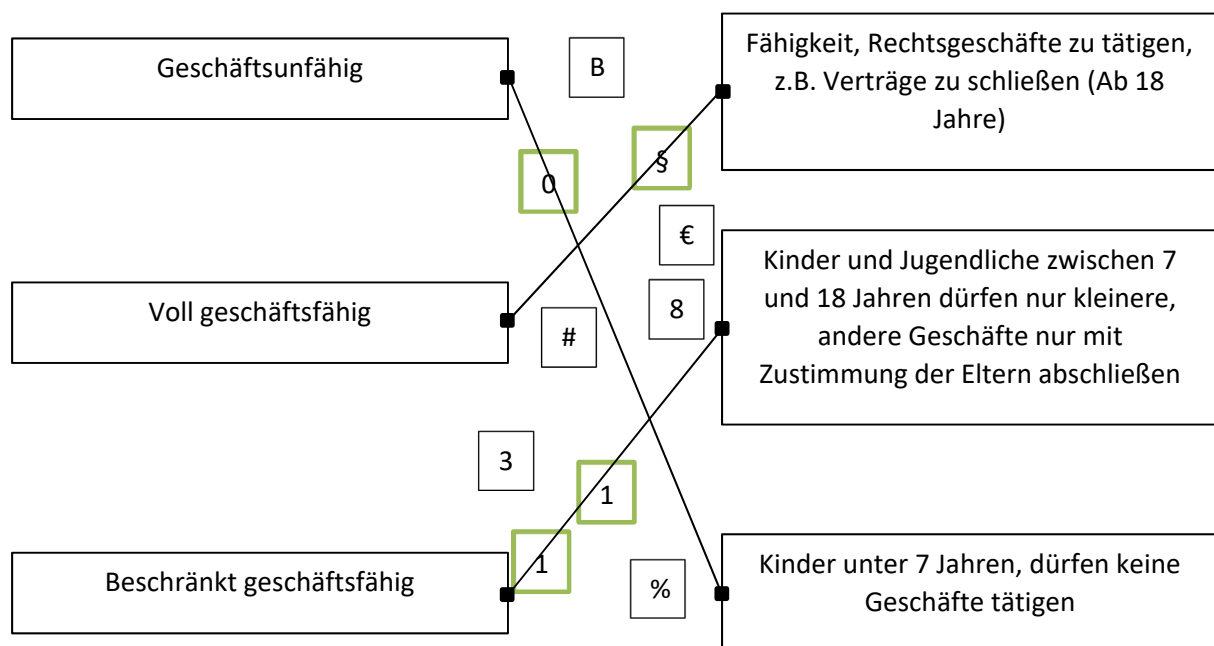 Geschäftsunfähig
B
Fähigkeit, Rechtsgeschäfte zu tätigen,
z.B. Verträge zu schließen (Ab 18
Jahre)
§
0
€
Voll geschäftsfähig
#
8
Kinder und Jugendliche zwischen 7
und 18 Jahren dürfen nur kleinere,
andere Geschäfte nur mit
Zustimmung der Eltern abschließen
3
1
1
Beschränkt geschäftsfähig
%
Kinder unter 7 Jahren, dürfen keine
Geschäfte tätigen